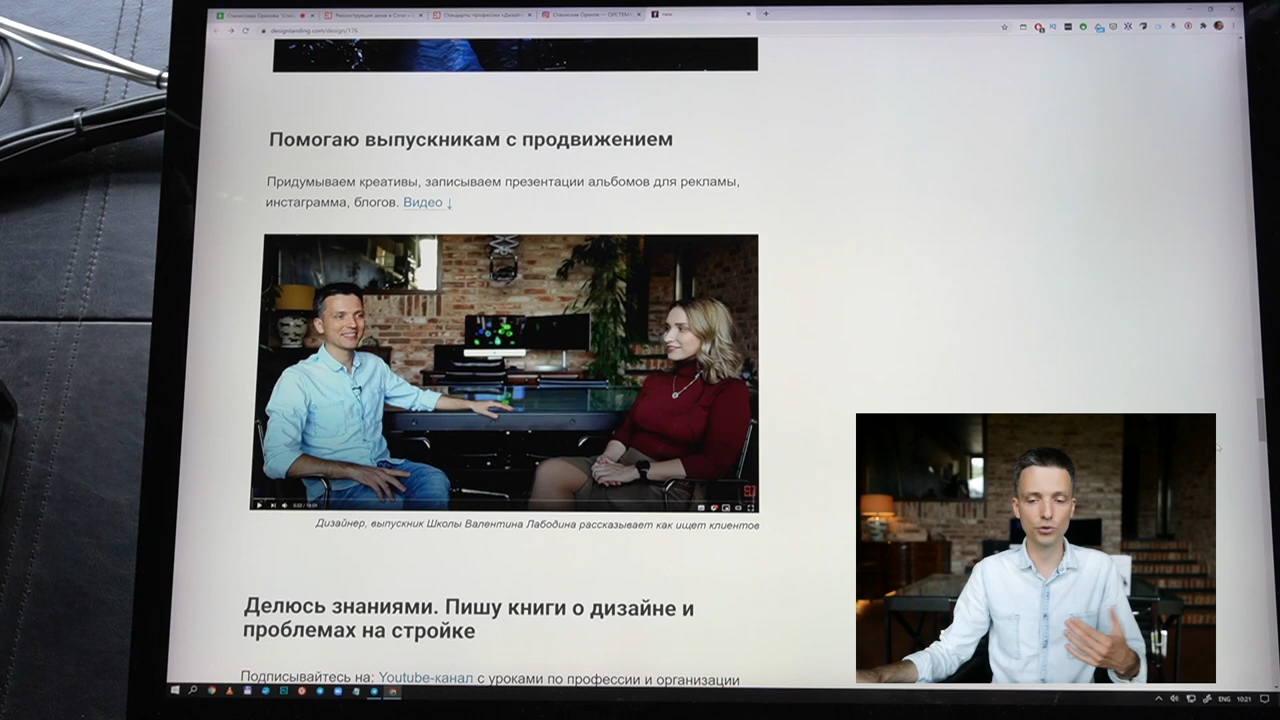 designlanding.com/design/176
Помогаю выпускникам с продвижением
Придумываем креативы, записываем презентации альбомов для рекламы,
инстаграмма, блогов. Видео ↓
Дизайнер, выпускник Школы Валентина Лабодина рассказывает как ищет клиентов
Делюсь знаниями. Пишу книги о дизайне и
проблемах на стройке
Подписывайтесь на: Youtube-канал с уроками по профессии и организации
ENG
10:21